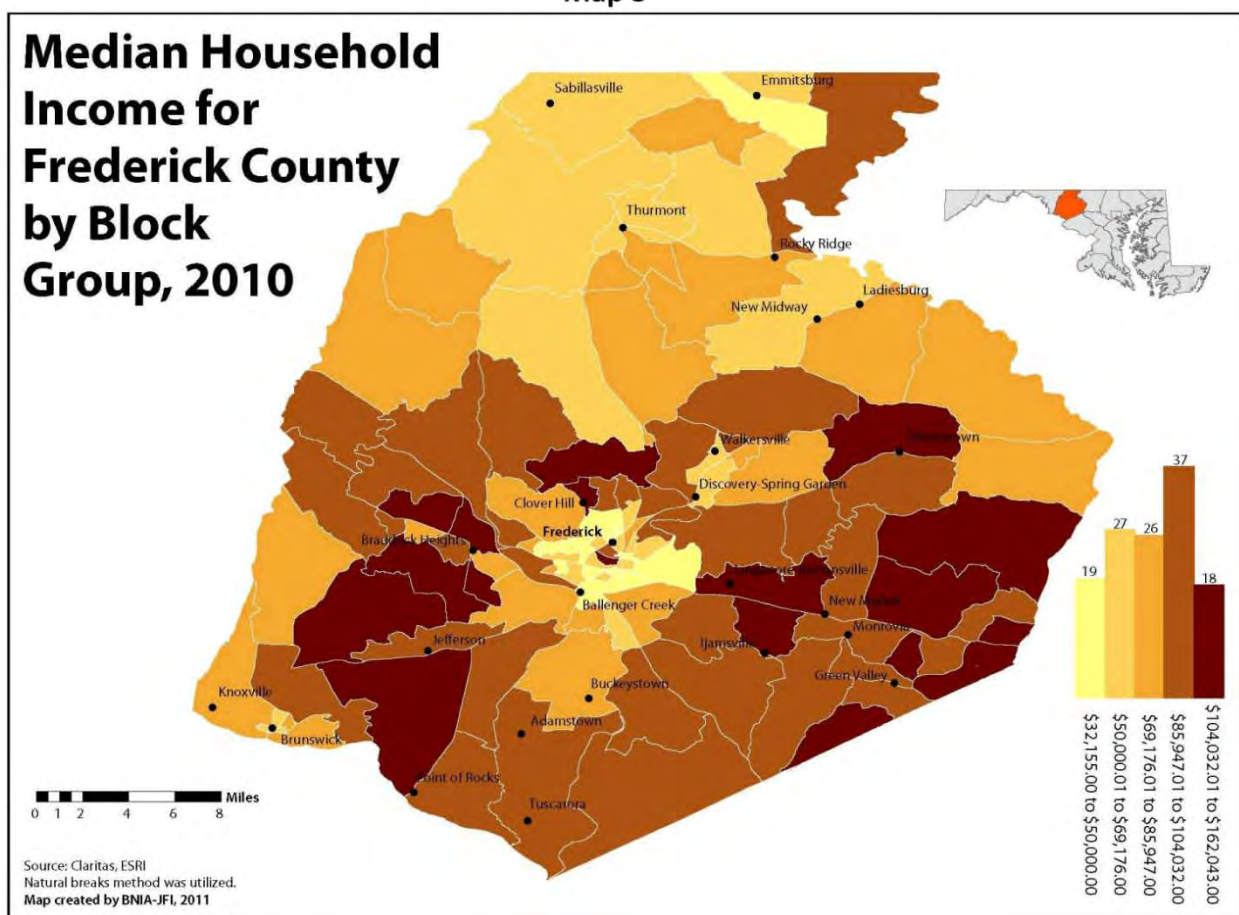 Median Household
Income for
Frederick County
by Block
Group, 2010
Sabillasville
Emmitsburg
Thurmont
Rocky Ridge
Ladiesburg
New Midway
Walkersville
Discovery-Spring Garden
Clover Hill
Frederick
Braddock Heights
Ballenger Creek
New Market
Monrovia
Jefferson
Ijamsville
Green Valley
Knoxville
Buckeystown
Adamstown
Brunswick
Point of Rocks
Tuscarora
19
27
26
37
18
$32,155.00 to $50,000.00
$50,000.01 to $69,176.00
$69,176.01 to $85,947.00
$85,947.01 to $104,032.00
$104,032.01 to $162,043.00
Miles
0 1 2 4 6 8
Source: Claritas, ESRI
Natural breaks method was utilized.
Map created by BNIA-JFI, 2011